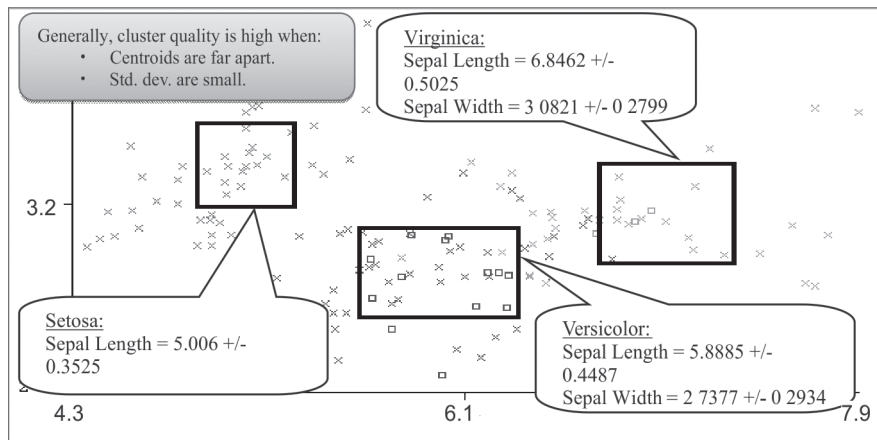 Generally, cluster quality is high when:
• Centroids are far apart.
• Std. dev. are small.
Virginica:
Sepal Length = 6.8462 +/-
0.5025
Sepal Width = 3 0821 +/- 0 2799
3.2
Setosa:
Sepal Length = 5.006 +/-
0.3525
Versicolor:
Sepal Length = 5.8885 +/-
0.4487
Sepal Width = 2 7377 +/- 0 2934
4.3
6.1
7.9